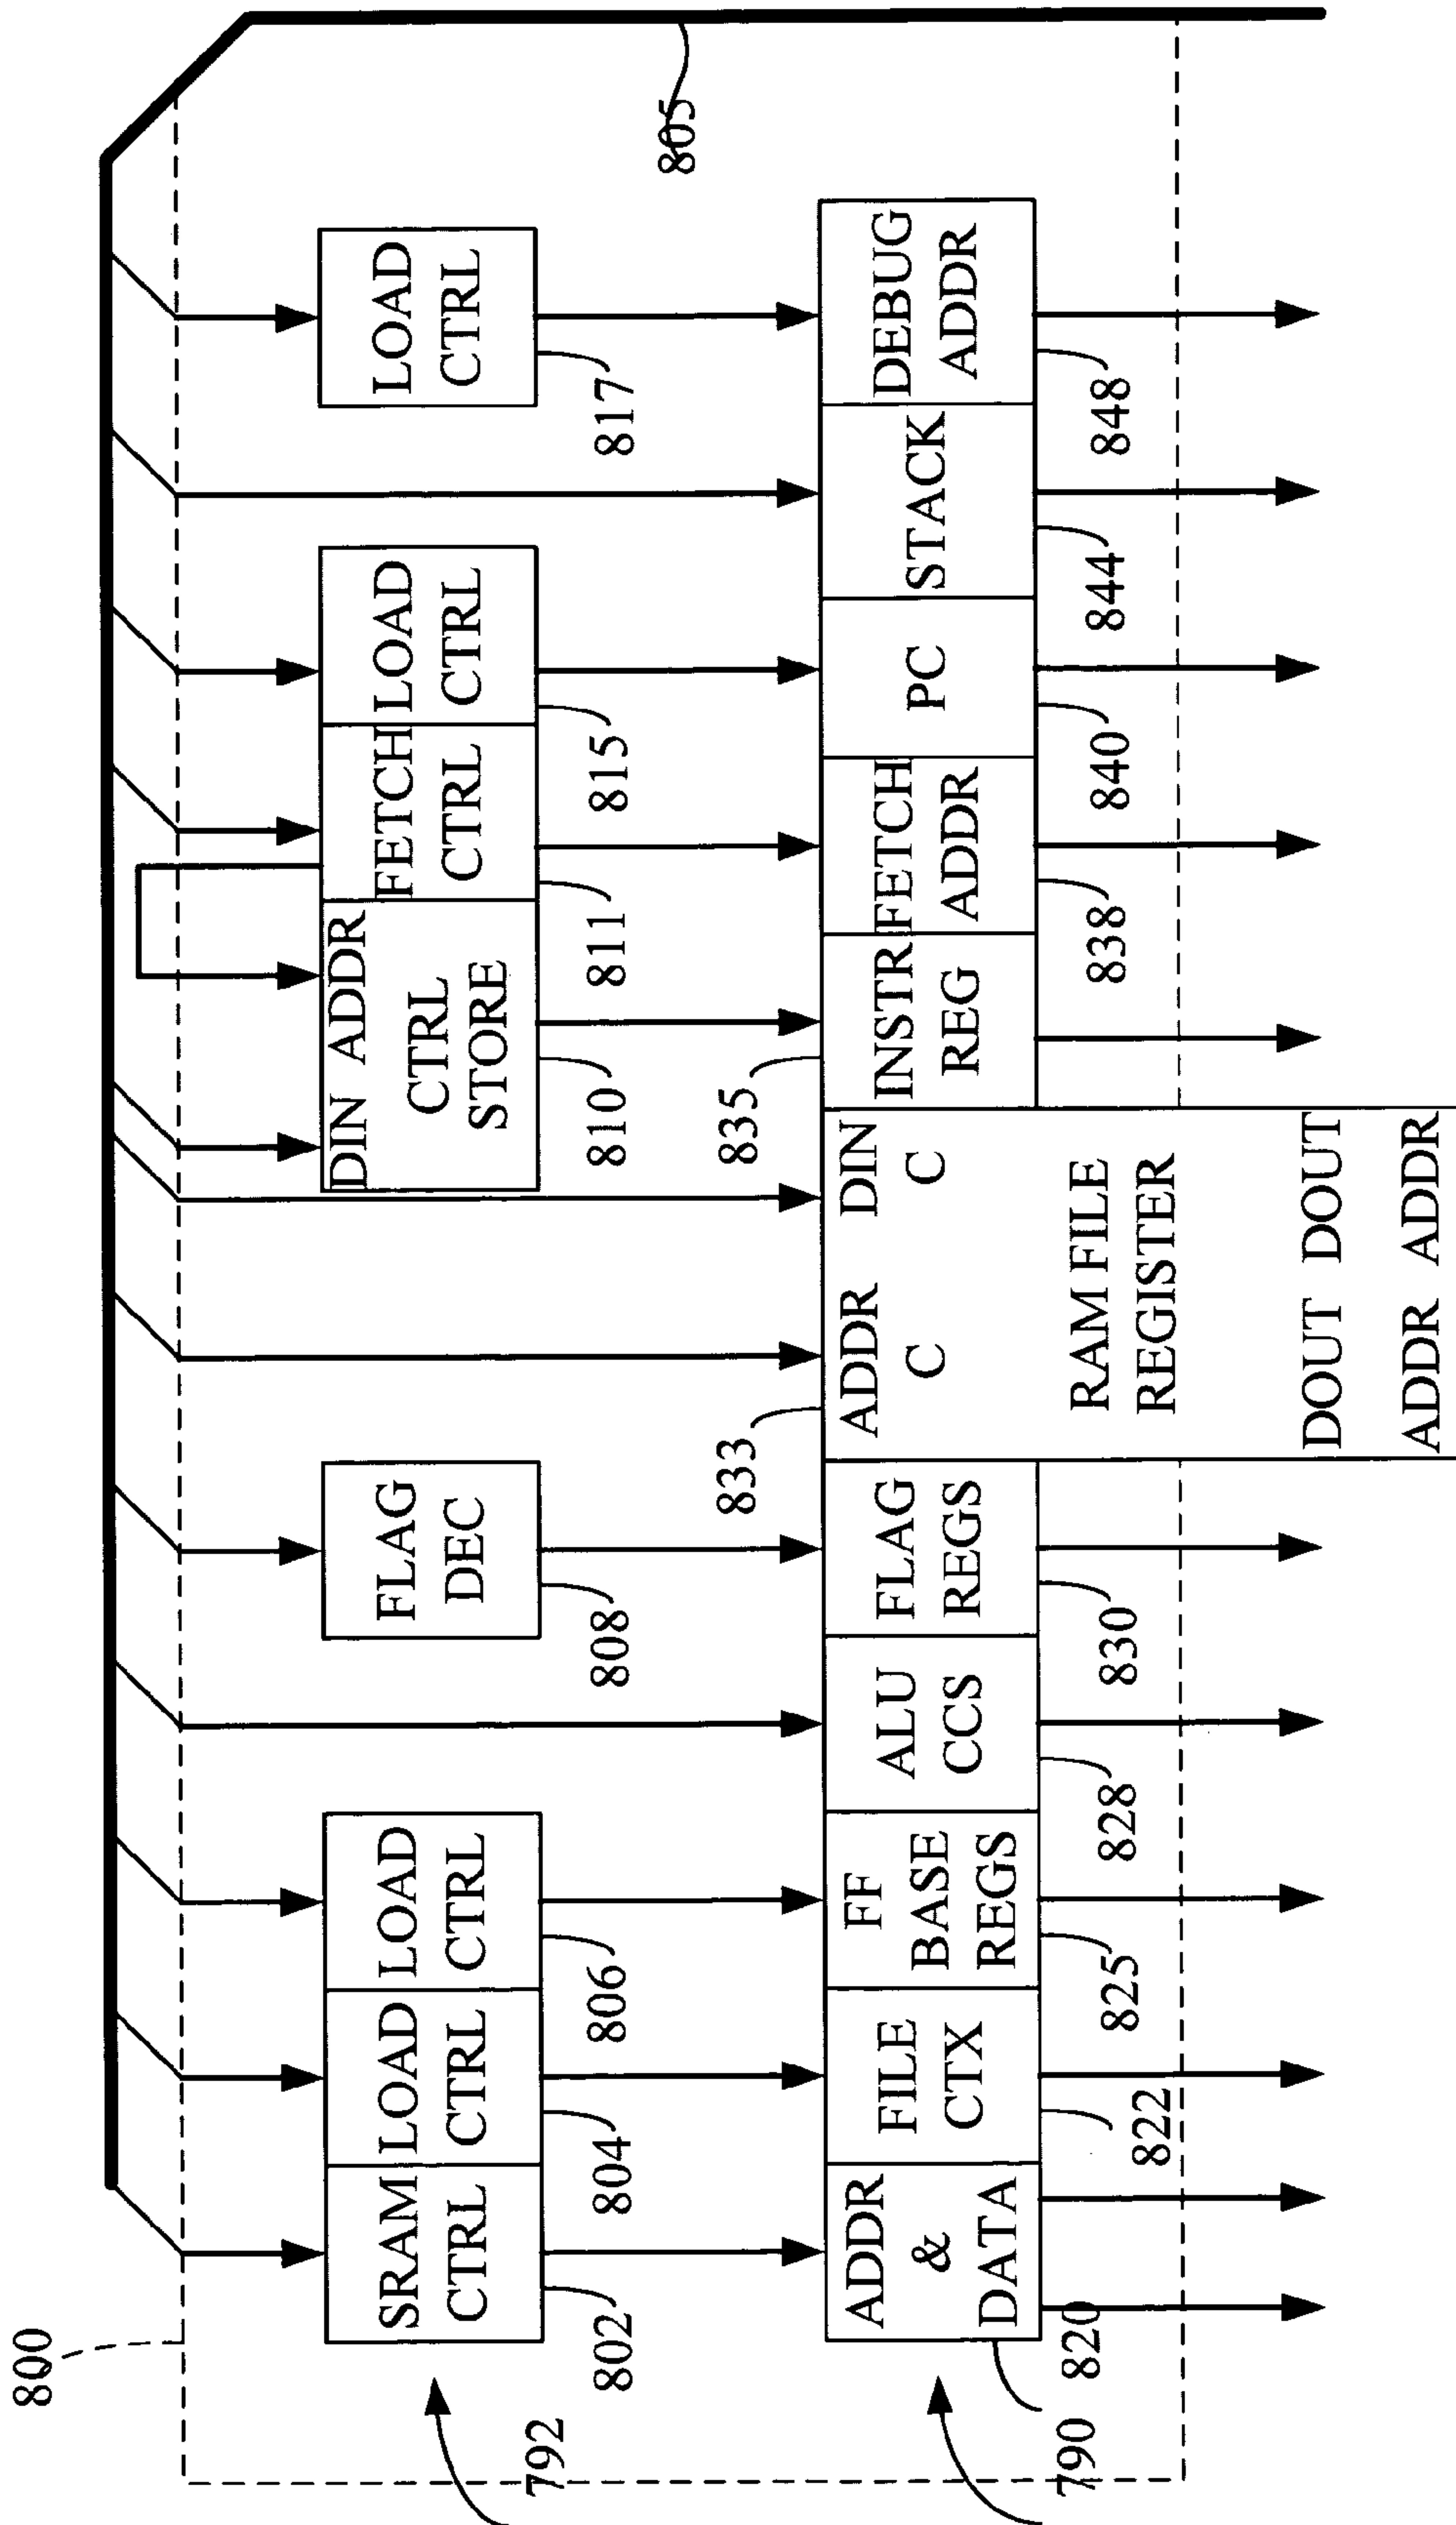 800
805
SRAM
CTRL
LOAD
CTRL
LOAD
CTRL
FLAG
DEC
DIN ADDR
CTRL
STORE
FETCH
CTRL
LOAD
CTRL
LOAD
CTRL
792
802
804
806
808
810
811
815
817
833
835
ADDR
&
DATA
FILE
CTX
FF
BASE
REGS
ALU
CCS
FLAG
REGS
ADDR DIN
C C
RAM FILE
REGISTER
DOUT DOUT
ADDR ADDR
INSTR
REG
FETCH
ADDR
PC
STACK
DEBUG
ADDR
790
820
822
825
828
830
838
840
844
848